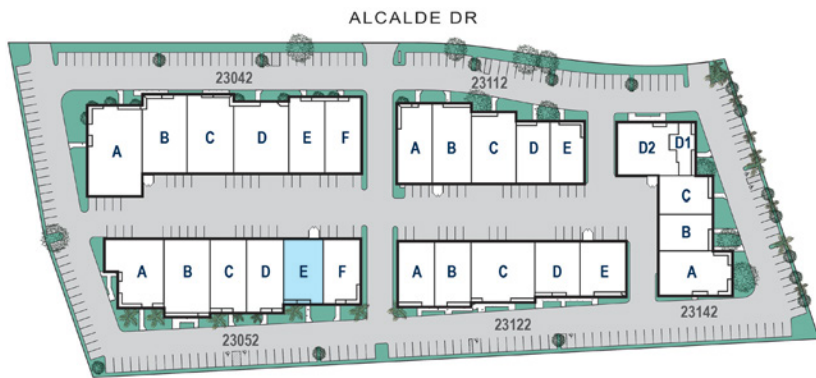 ALCALDE DR
23042
23112
A B C D E F
A B C D E
D2 D1
C
B
A
A B C D E F
A B C D E
23052
23122
23142